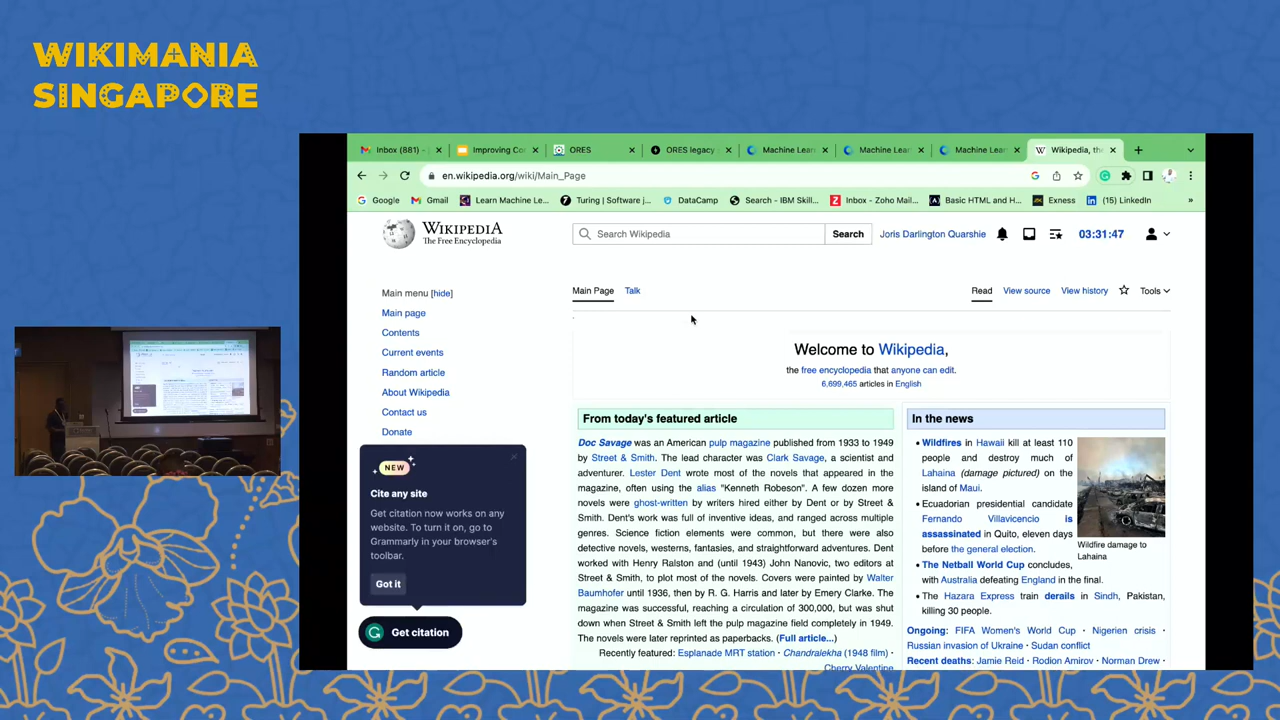 WIKIMANIA
SINGAPORE
Inbox (881) -
Improving Co
ORES
ORES legacy
Machine Lear
Machine Lear
Machine Lear
Wikipedia, the
en.wikipedia.org/wiki/Main_Page
Google
Gmail
Learn Machine Le...
Turing | Software j...
DataCamp
Search - IBM Skill...
Inbox - Zoho Mail...
Basic HTML and H...
Exness
(15) LinkedIn
»
WIKIPEDIA
The Free Encyclopedia
Search Wikipedia
Search
Joris Darlington Quarshie
03:31:47
Main menu [hide]
Main page
Contents
Current events
Random article
About Wikipedia
Contact us
Donate
Main Page
Talk
Read
View source
View history
Tools
Welcome to Wikipedia,
the free encyclopedia that anyone can edit.
6,699,465 articles in English
From today's featured article
Doc Savage was an American pulp magazine published from 1933 to 1949
by Street & Smith. The lead character was Clark Savage, a scientist and
adventurer. Lester Dent wrote most of the novels that appeared in the
magazine, often using the alias "Kenneth Robeson". A few dozen more
novels were ghost-written by writers hired either by Dent or by Street &
Smith. Dent's work was full of inventive ideas, and ranged across multiple
genres. Science fiction elements were common, but there were also
detective novels, westerns, fantasies, and straightforward adventures. Dent
worked with Henry Ralston and (until 1943) John Nanovic, two editors at
Street & Smith, to plot most of the novels. Covers were painted by Walter
Baumhofer until 1936, then by R. G. Harris and later by Emery Clarke. The
magazine was successful, reaching a circulation of 300,000, but was shut
down when Street & Smith left the pulp magazine field completely in 1949.
The novels were later reprinted as paperbacks. (Full article...)
Recently featured: Esplanade MRT station · Chandralekha (1948 film) ·
Cherry Valentine
In the news
Wildfires in Hawaii kill at least 110
people and destroy much of
Lahaina (damage pictured) on the
island of Maui.
Ecuadorian presidential candidate
Fernando Villavicencio is
assassinated in Quito, eleven days
before the general election.
Wildfire damage to
Lahaina
The Netball World Cup concludes,
with Australia defeating England in the final.
The Hazara Express train derails in Sindh, Pakistan,
killing 30 people.
Ongoing: FIFA Women's World Cup · Nigerien crisis ·
Russian invasion of Ukraine · Sudan conflict
Recent deaths: Jamie Reid · Rodion Amirov · Norman Drew ·
NEW
Cite any site
Get citation now works on any
website. To turn it on, go to
Grammarly in your browser's
toolbar.
Got it
Get citation